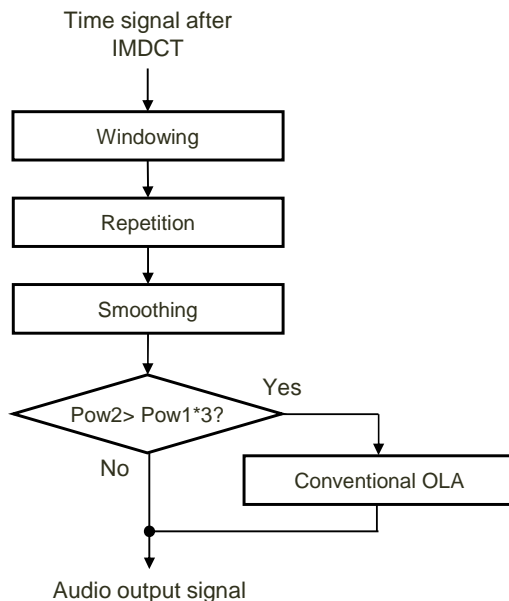 Time signal after
IMDCT
Windowing
Repetition
Smoothing
Pow2> Pow1*3?
Yes
No
Conventional OLA
Audio output signal